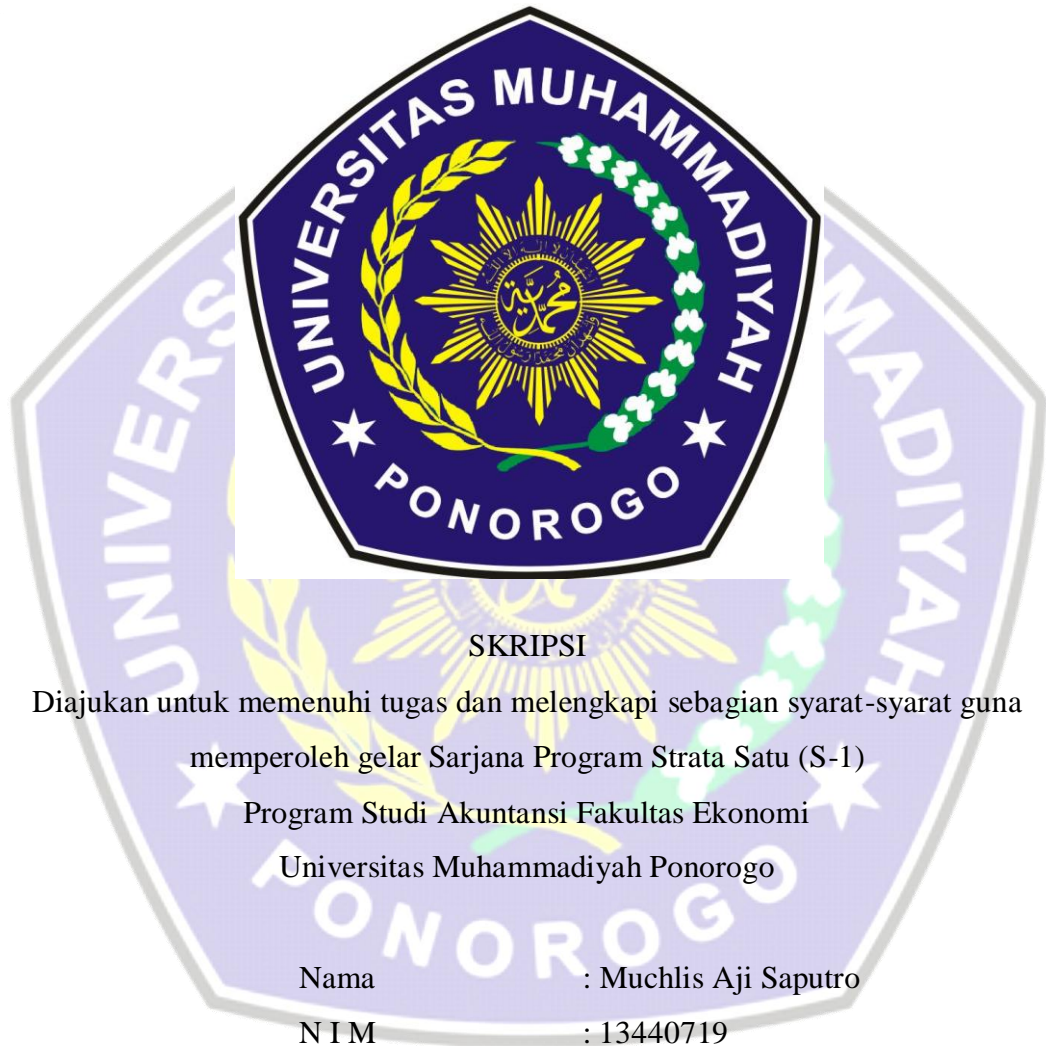 UNIVERSITAS MUHAMMADIYAH
PONOROGO
محمدية
SKRIPSI
Diajukan untuk memenuhi tugas dan melengkapi sebagian syarat-syarat guna
memperoleh gelar Sarjana Program Strata Satu (S-1)
Program Studi Akuntansi Fakultas Ekonomi
Universitas Muhammadiyah Ponorogo
Nama : Muchlis Aji Saputro
N I M : 13440719